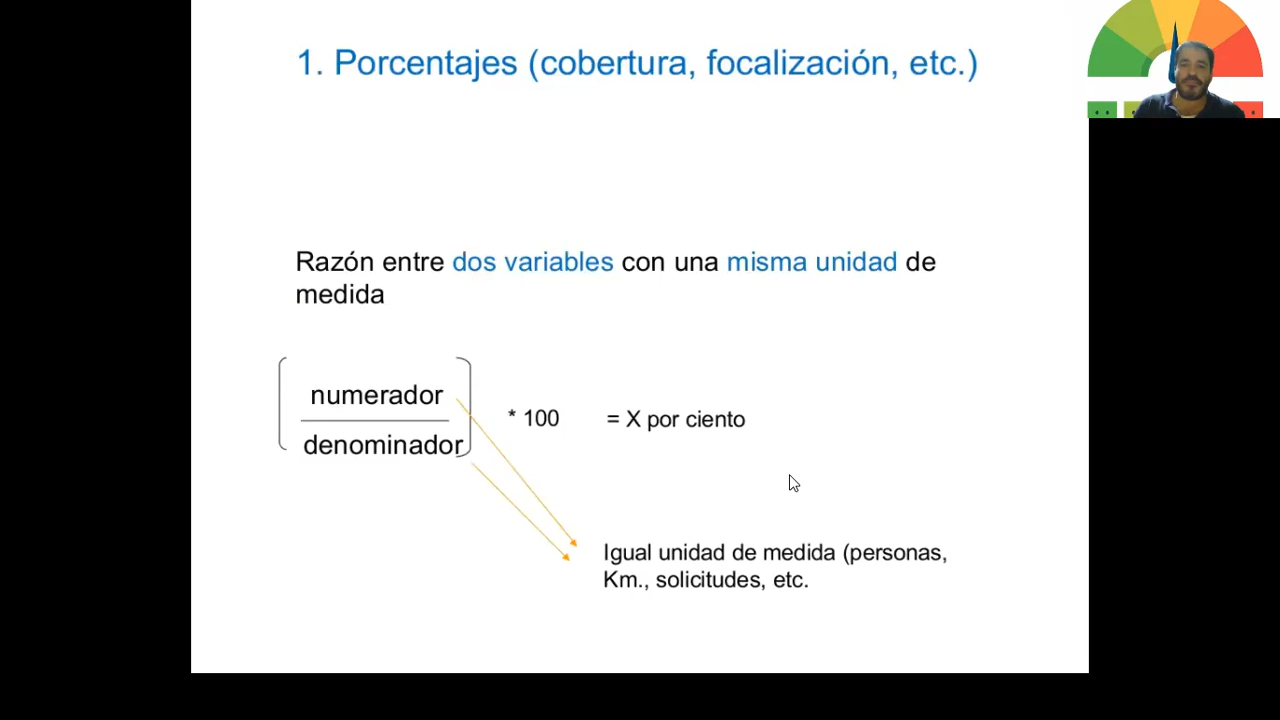 1. Porcentajes (cobertura, focalización, etc.)
Razón entre dos variables con una misma unidad de
medida
numerador
denominador
* 100
= X por ciento
Igual unidad de medida (personas,
Km., solicitudes, etc.